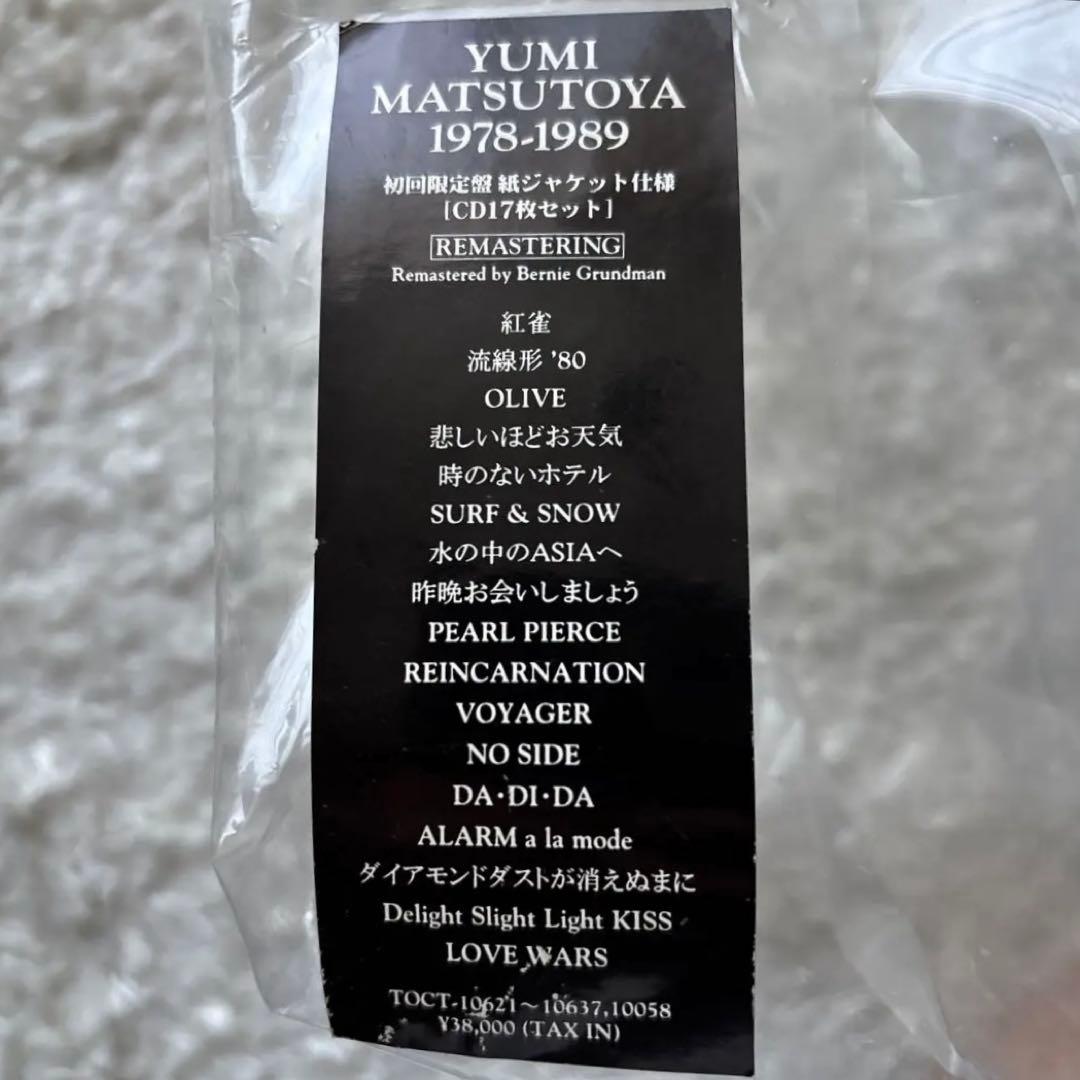 YUMI
MATSUTOYA
1978-1989
初回限定盤 紙ジャケット仕様
[CD17枚セット]
REMASTERING
Remastered by Bernie Grundman
紅雀
流線形 '80
OLIVE
悲しいほどお天気
時のないホテル
SURF & SNOW
水の中のASIAへ
昨晩お会いしましょう
PEARL PIERCE
REINCARNATION
VOYAGER
NO SIDE
DA・DI・DA
ALARM a la mode
ダイアモンドダストが消えぬまに
Delight Slight Light KISS
LOVE WARS
TOCT-10621～10637,10058
¥38,000 (TAX IN)